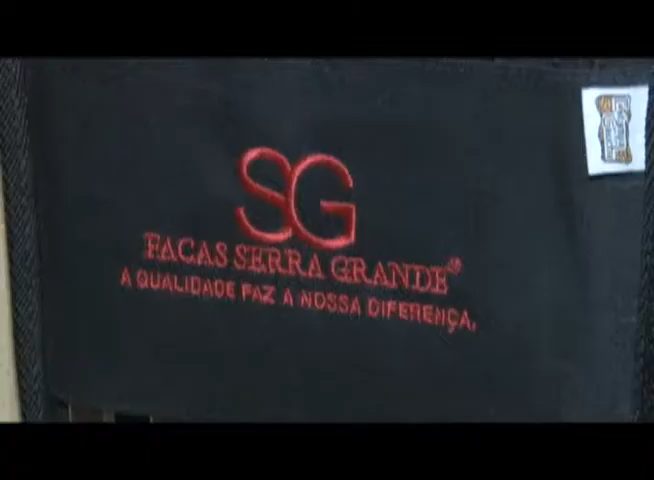 SG
FACAS SERRA GRANDE®
A QUALIDADE FAZ A NOSSA DIFERENÇA.